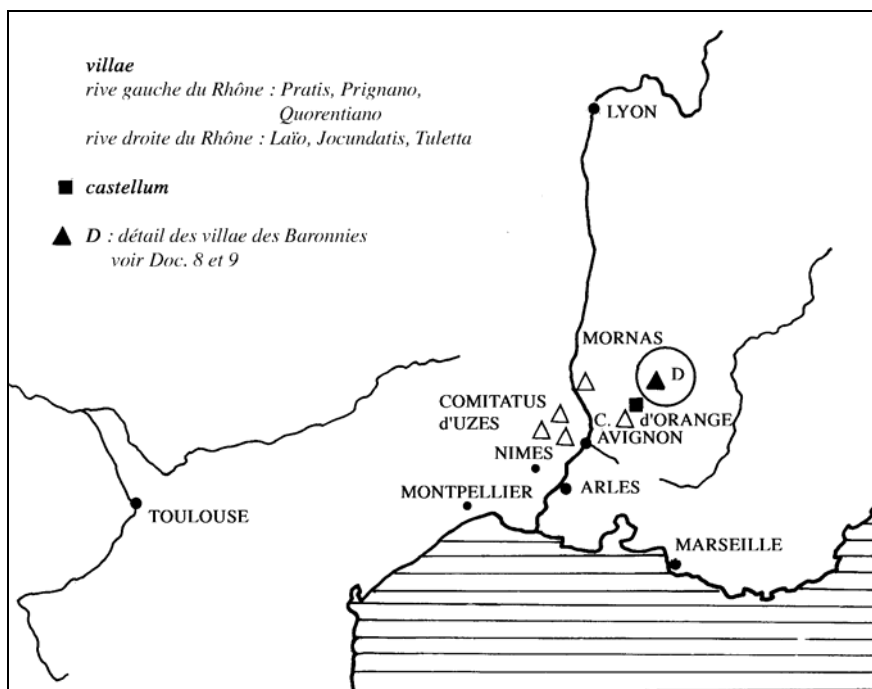 villae
rive gauche du Rhône : Pratis, Prignano,
Quorentiano
rive droite du Rhône : Laïo, Jocundatis, Tuletta
castellum
D : détail des villae des Baronnies
voir Doc. 8 et 9
LYON
MORNAS
D
COMITATUS
d'UZES
C.
d'ORANGE
AVIGNON
NIMES
ARLES
MONTPELLIER
TOULOUSE
MARSEILLE